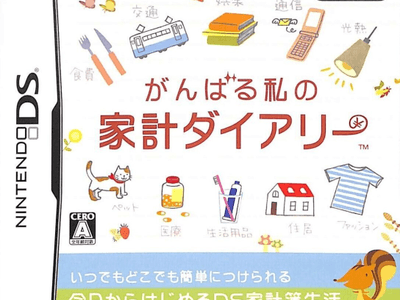 交通
通信
光熱
食費
がんばる私の
家計ダイアリー
TM
NINTENDO DS
ペット
医療
生活用品
住居
ファッション
CERO
A
全年齢対象
いつでもどこでも簡単につけられる
今日からはじめるDS家計簿生活